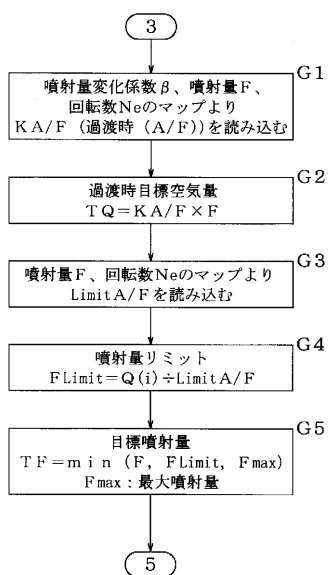 3
G1
噴射量変化係数β、噴射量F、
回転数Neのマップより
KA/F (過渡時 (A/F))を読み込む
G2
過渡時目標空気量
TQ=KA/F×F
G3
噴射量F、回転数Neのマップより
LimitA/Fを読み込む
G4
噴射量リミット
FLimit=Q(i)÷LimitA/F
G5
目標噴射量
TF=min (F, FLimit, Fmax)
Fmax:最大噴射量
5